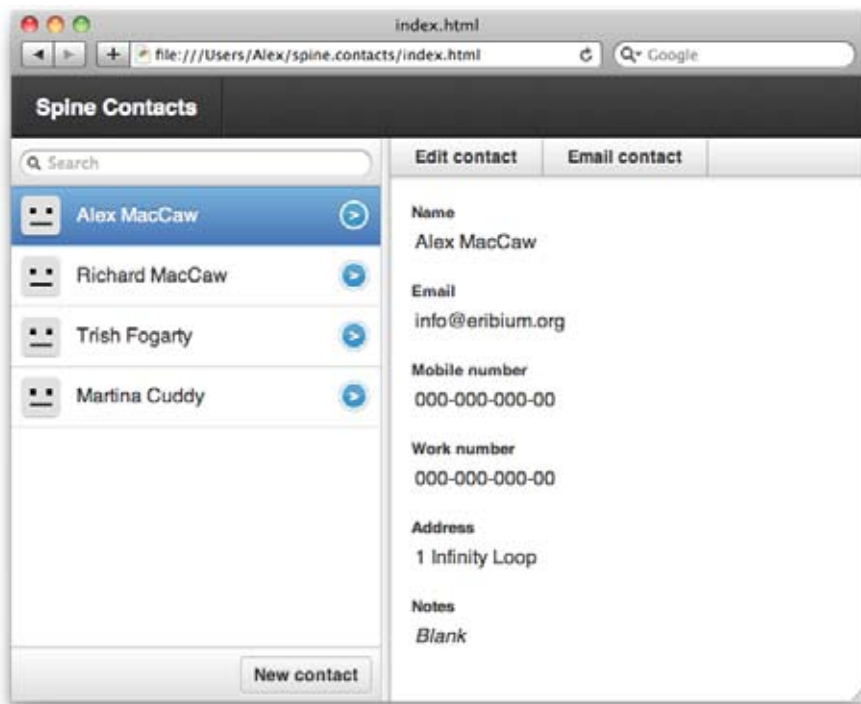 index.html
file:///Users/Alex/spine.contacts/index.html
Google
Spine Contacts
Search
Edit contact
Email contact
Alex MacCaw
Richard MacCaw
Trish Fogarty
Martina Cuddy
New contact
Name
Alex MacCaw
Email
info@eribium.org
Mobile number
000-000-000-00
Work number
000-000-000-00
Address
1 Infinity Loop
Notes
Blank